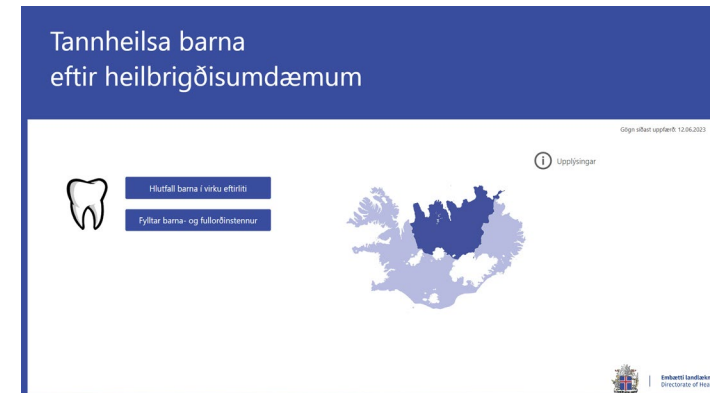 Tannheilsa barna
eftir heilbrigðisumdæmum
Gögn síðast uppfærð: 12.06.2023
Upplýsingar
Hlutfall barna í virku eftirliti
Fylltar barna- og fullorðinstennur
Embætti landlækn
Directorate of Hea